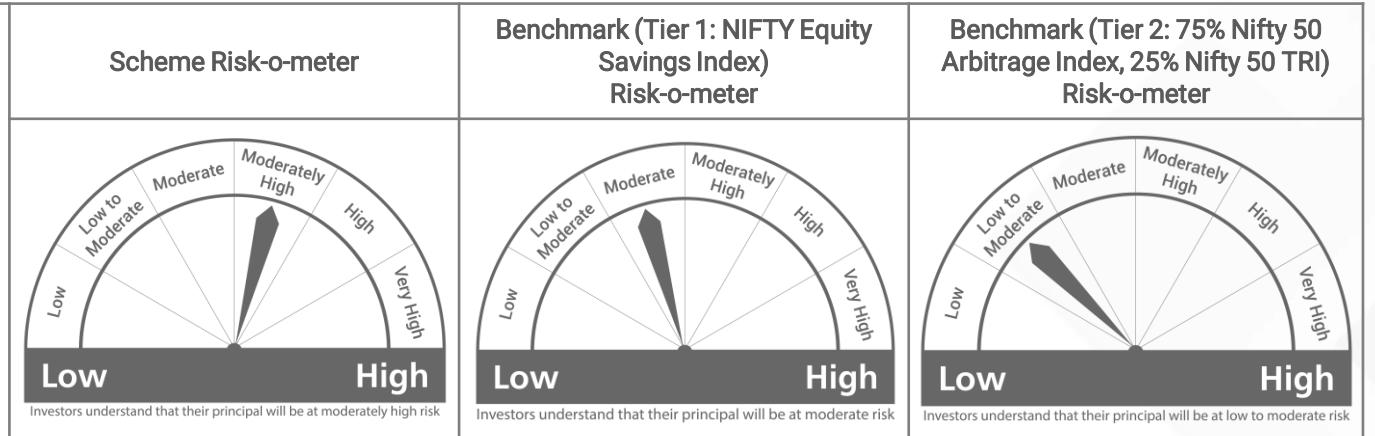 Scheme Risk-o-meter
Benchmark (Tier 1: NIFTY Equity
Savings Index)
Risk-o-meter
Benchmark (Tier 2: 75% Nifty 50
Arbitrage Index, 25% Nifty 50 TRI)
Risk-o-meter
Low
Low to
Moderate
Moderate
Moderately
High
High
Very High
Low
High
Investors understand that their principal will be at moderately high risk
Low
Low to
Moderate
Moderate
Moderately
High
High
Very High
Low
High
Investors understand that their principal will be at moderate risk
Low
Low to
Moderate
Moderate
Moderately
High
High
Very High
Low
High
Investors understand that their principal will be at low to moderate risk